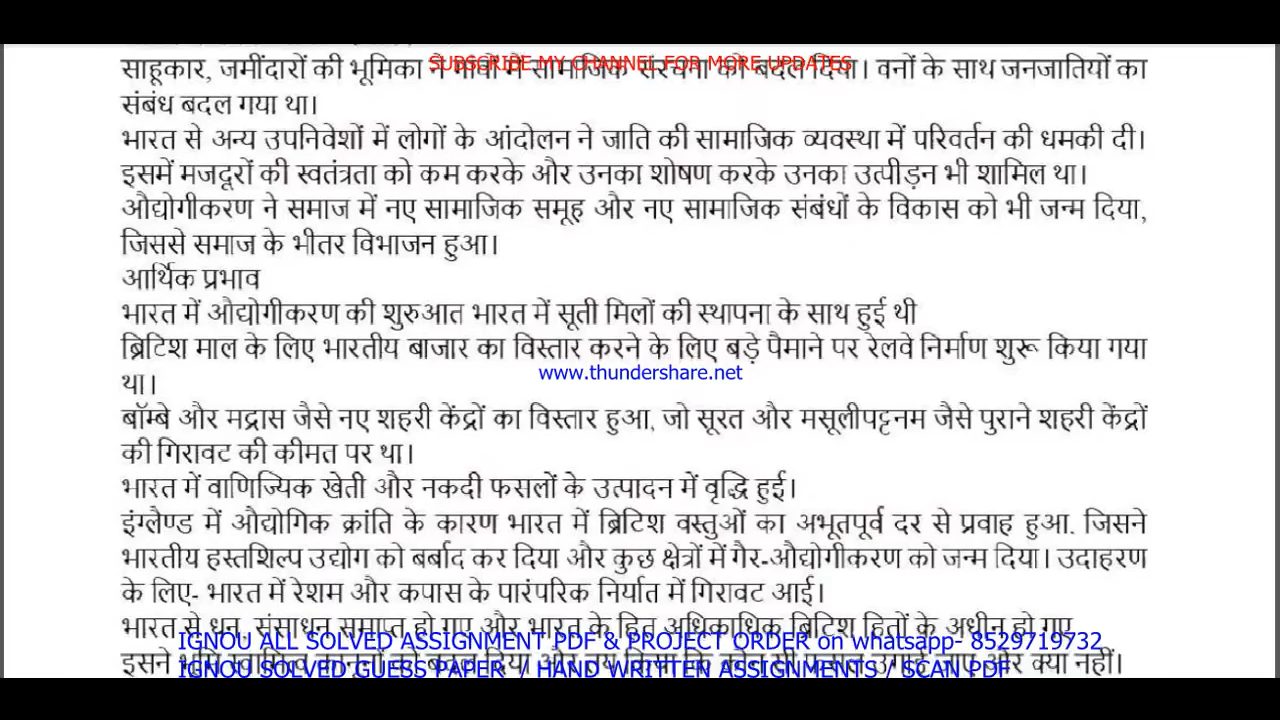 SUBSCRIBE MY CHANNEL FOR MORE UPDATES
साहूकार, जमींदारों की भूमिका ने गांवों में सामाजिक संरचना को बदल दिया। वनों के साथ जनजातियों का
संबंध बदल गया था।
भारत से अन्य उपनिवेशों में लोगों के आंदोलन ने जाति की सामाजिक व्यवस्था में परिवर्तन की धमकी दी।
इसमें मजदूरों की स्वतंत्रता को कम करके और उनका शोषण करके उनका उत्पीड़न भी शामिल था।
औद्योगीकरण ने समाज में नए सामाजिक समूह और नए सामाजिक संबंधों के विकास को भी जन्म दिया,
जिससे समाज के भीतर विभाजन हुआ।
आर्थिक प्रभाव
भारत में औद्योगीकरण की शुरुआत भारत में सूती मिलों की स्थापना के साथ हुई थी
ब्रिटिश माल के लिए भारतीय बाजार का विस्तार करने के लिए बड़े पैमाने पर रेलवे निर्माण शुरू किया गया
www.thundershare.net
था।
बॉम्बे और मद्रास जैसे नए शहरी केंद्रों का विस्तार हुआ, जो सूरत और मसूलीपट्टनम जैसे पुराने शहरी केंद्रों
की गिरावट की कीमत पर था।
भारत में वाणिज्यिक खेती और नकदी फसलों के उत्पादन में वृद्धि हुई।
इंग्लैण्ड में औद्योगिक क्रांति के कारण भारत में ब्रिटिश वस्तुओं का अभूतपूर्व दर से प्रवाह हुआ. जिसने
भारतीय हस्तशिल्प उद्योग को बर्बाद कर दिया और कुछ क्षेत्रों में गैर-औद्योगीकरण को जन्म दिया। उदाहरण
के लिए- भारत में रेशम और कपास के पारंपरिक निर्यात में गिरावट आई।
भारत से धन, संसाधन समाप्त हो गए और भारत के हित अधिकाधिक ब्रिटिश हितों के अधीन हो गए
IGNOU ALL SOLVED ASSIGNMENT PDF & PROJECT ORDER on whatsapp- 8529719732
इसने दिया और क्या नहीं।
IGNOU SOLVED GUESS PAPER / HAND WRITTEN ASSIGNMENTS / SCAN PDF